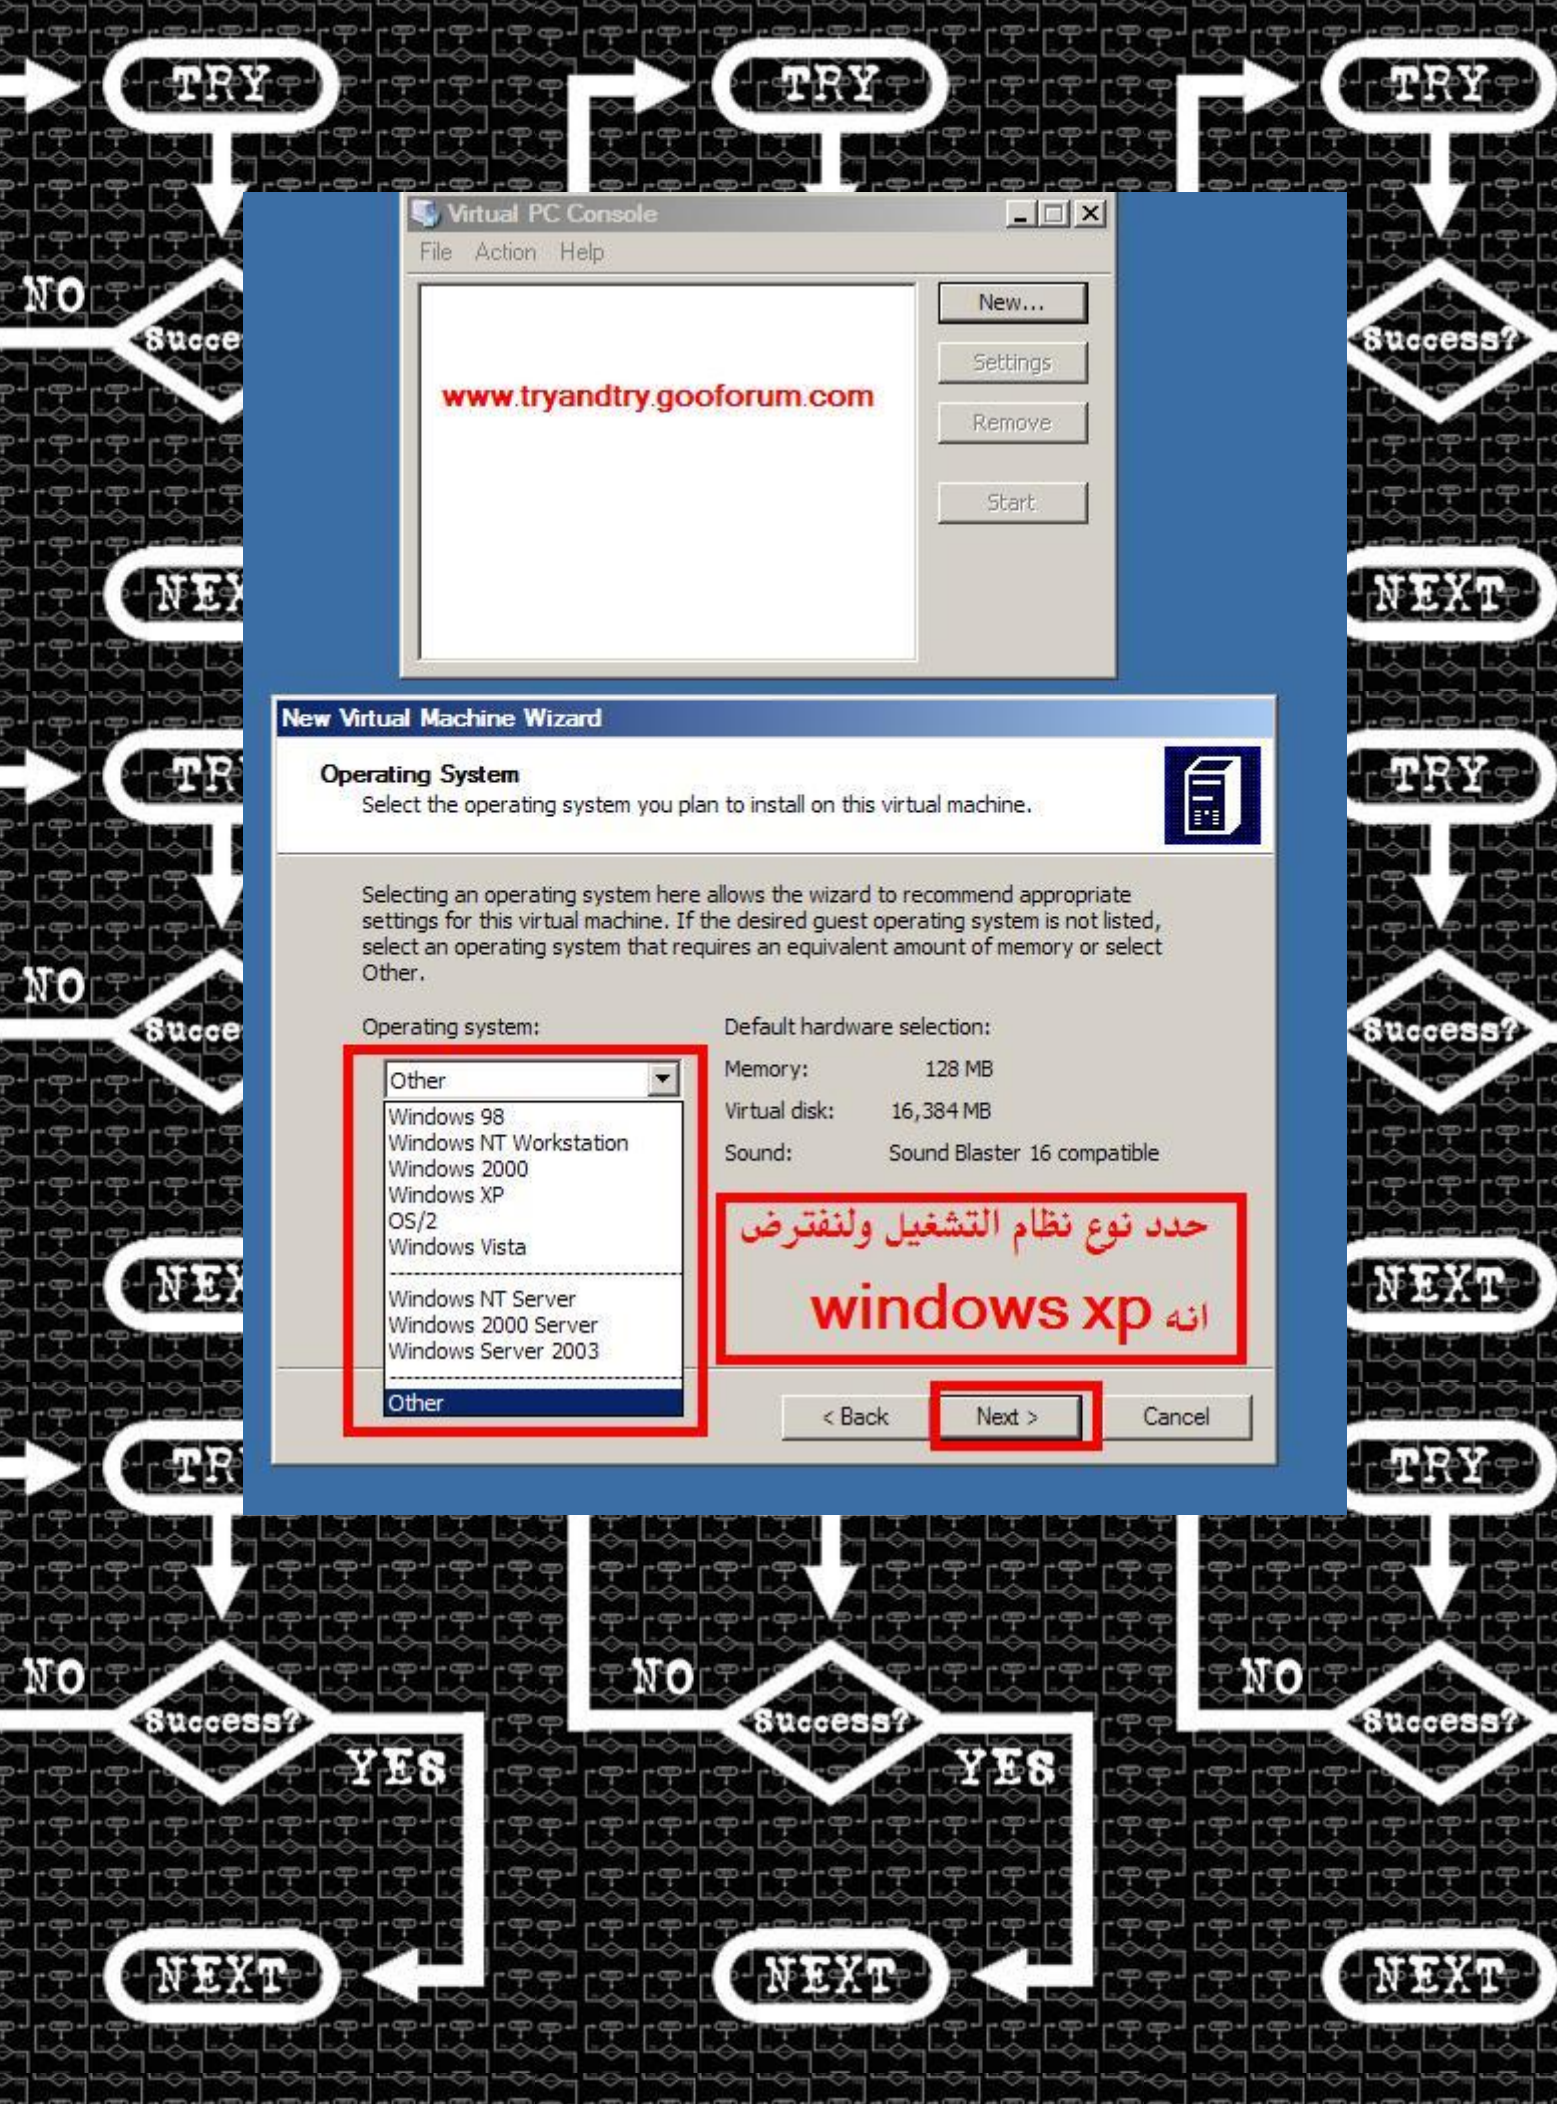 TRY
TRY
TRY
Virtual PC Console
File Action Help
NO
Succe
Success?
New...
Settings
www.tryandtry.gooforum.com
Remove
Start
NEX
NEXT
New Virtual Machine Wizard
TR
TRY
Operating System
Select the operating system you plan to install on this virtual machine.
Selecting an operating system here allows the wizard to recommend appropriate
settings for this virtual machine. If the desired guest operating system is not listed,
select an operating system that requires an equivalent amount of memory or select
Other.
NO
Succe
Success?
Operating system:
Default hardware selection:
Other
Memory: 128 MB
Windows 98
Virtual disk: 16,384 MB
Windows NT Workstation
Sound: Sound Blaster 16 compatible
Windows 2000
Windows XP
OS/2
Windows Vista
حدد نوع نظام التشغيل ولنفترض
انه windows xp
NEX
NEXT
Windows NT Server
Windows 2000 Server
Windows Server 2003
Other
< Back
Next >
Cancel
TR
TRY
NO
NO
NO
Success?
Success?
Success?
YES
YES
NEXT
NEXT
NEXT